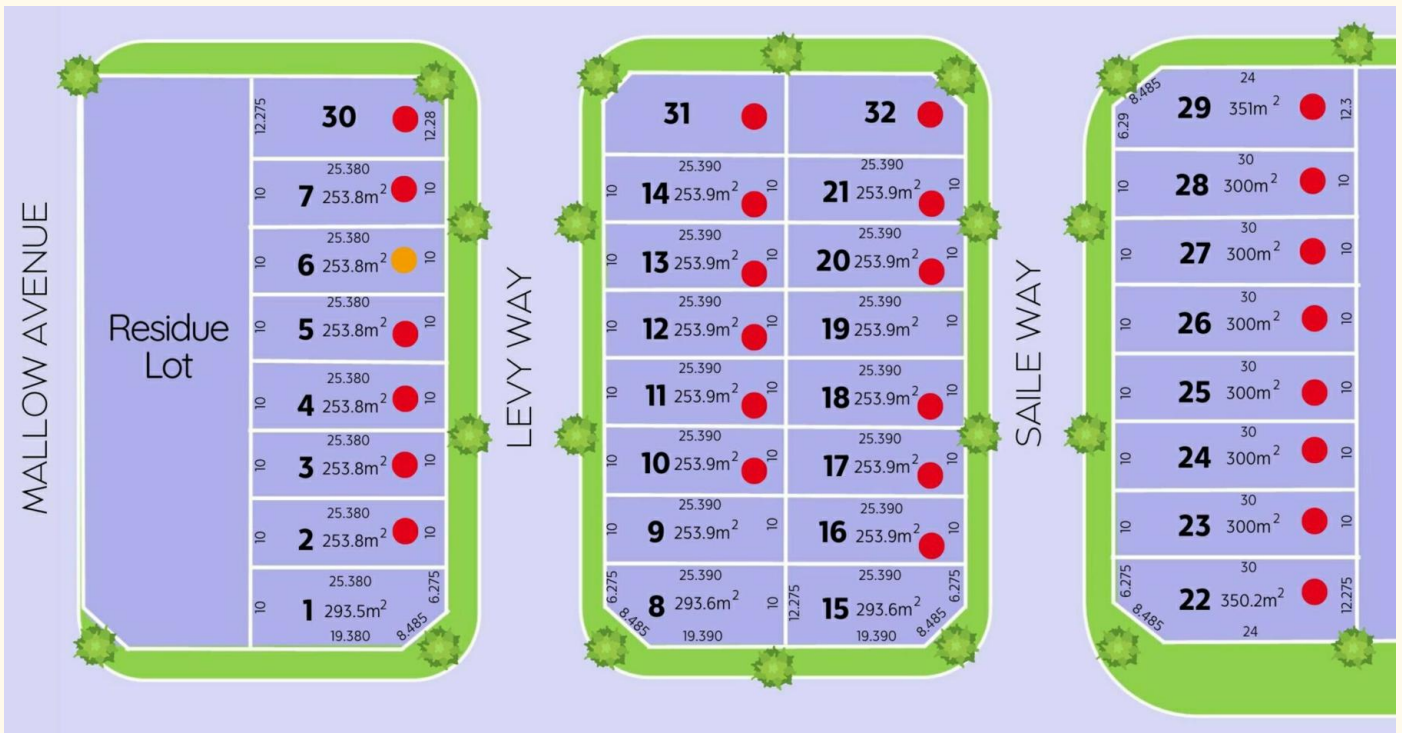 MALLOW AVENUE
Residue
Lot
12.275
30
12.28
25.380
10
7 253.8m²
10
25.380
10
6 253.8m²
10
25.380
10
5 253.8m²
10
25.380
10
4 253.8m²
10
25.380
10
3 253.8m²
10
25.380
10
2 253.8m²
10
25.380
10
1 293.5m²
6.275
19.380
8.485
LEVY WAY
31
25.390
10
14 253.9m²
10
25.390
10
13 253.9m²
10
25.390
10
12 253.9m²
10
25.390
10
11 253.9m²
10
25.390
10
10 253.9m²
10
25.390
10
9 253.9m²
10
25.390
6.275
8 293.6m²
10
12.275
8.485
19.390
32
25.390
21 253.9m²
10
25.390
20 253.9m²
10
25.390
19 253.9m²
10
25.390
18 253.9m²
10
25.390
17 253.9m²
10
25.390
16 253.9m²
10
25.390
15 293.6m²
6.275
19.390
8.485
SAILE WAY
8.485
24
6.29
29 351m²
12.3
30
10
28 300m²
10
30
10
27 300m²
10
30
10
26 300m²
10
30
10
25 300m²
10
30
10
24 300m²
10
30
10
23 300m²
10
30
6.275
22 350.2m²
12.275
8.485
24